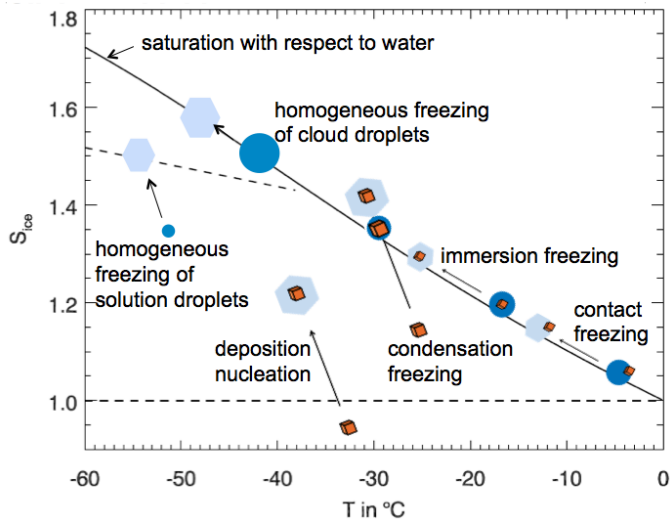 1.8
saturation with respect to water
1.6
homogeneous freezing
of cloud droplets
1.4
S_ice
homogeneous
freezing of
solution droplets
immersion freezing
1.2
contact
freezing
deposition
nucleation
condensation
freezing
1.0
-60 -50 -40 -30 -20 -10 0
T in °C